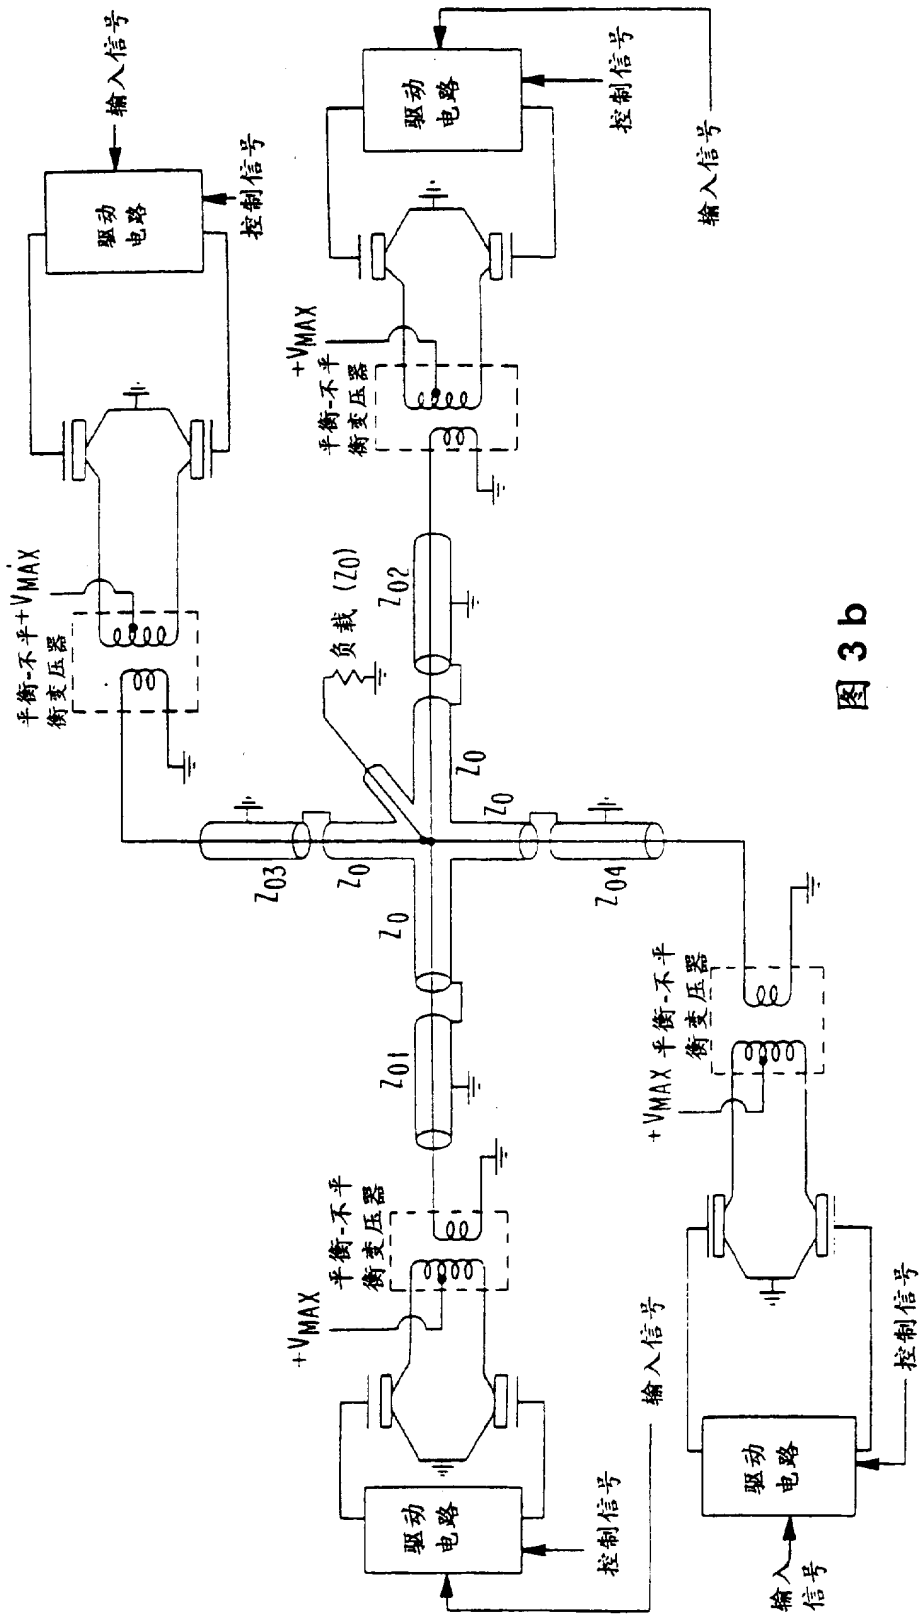 平衡-不平+VMAX
衡变压器
驱动
电路
输入信号
控制信号
Z03
Z0
负载 (Z0)
+VMAX
平衡-不平
衡变压器
Z01
Z0
Z02
Z0
+VMAX
平衡-不平
衡变压器
驱动
电路
控制信号
输入信号
驱动
电路
控制信号
输入信号
Z0
Z04
+VMAX 平衡-不平
衡变压器
驱动
电路
输入
信号
控制信号
图 3b